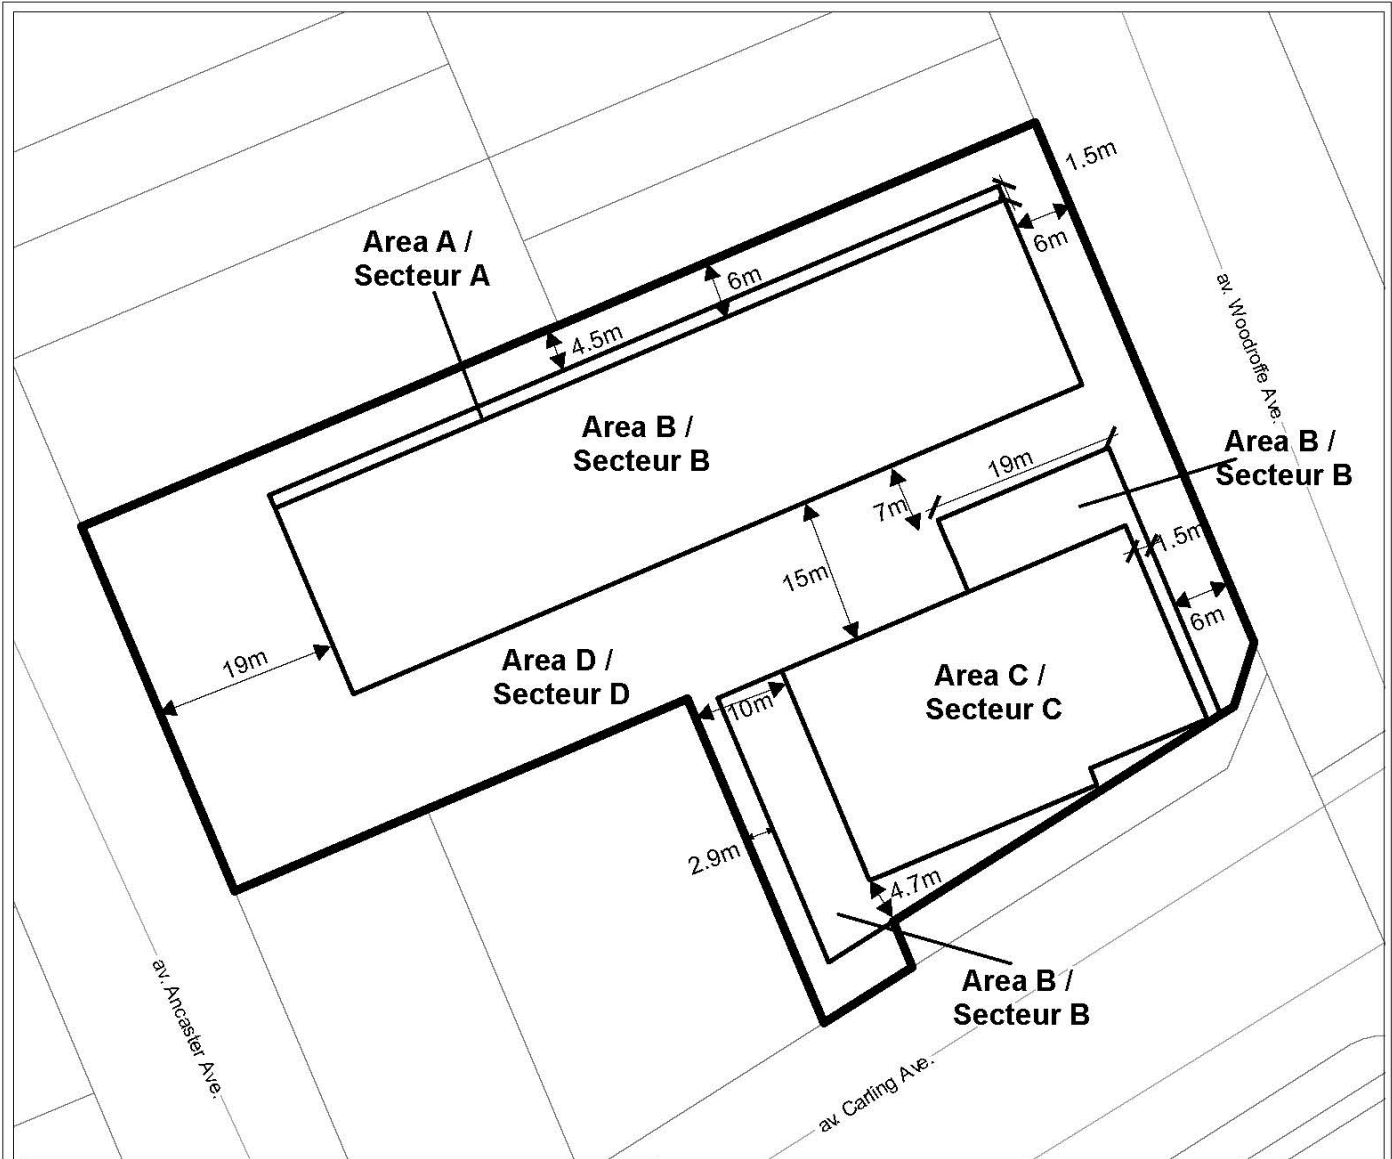 1.5m
Area A /
Secteur A
6m
6m
4.5m
av. Woodroffe Ave.
Area B /
Secteur B
Area B /
Secteur B
19m
7m
1.5m
15m
6m
19m
Area D /
Secteur D
Area C /
Secteur C
10m
2.9m
4.7m
av. Ancaster Ave.
Area B /
Secteur B
av. Carling Ave.